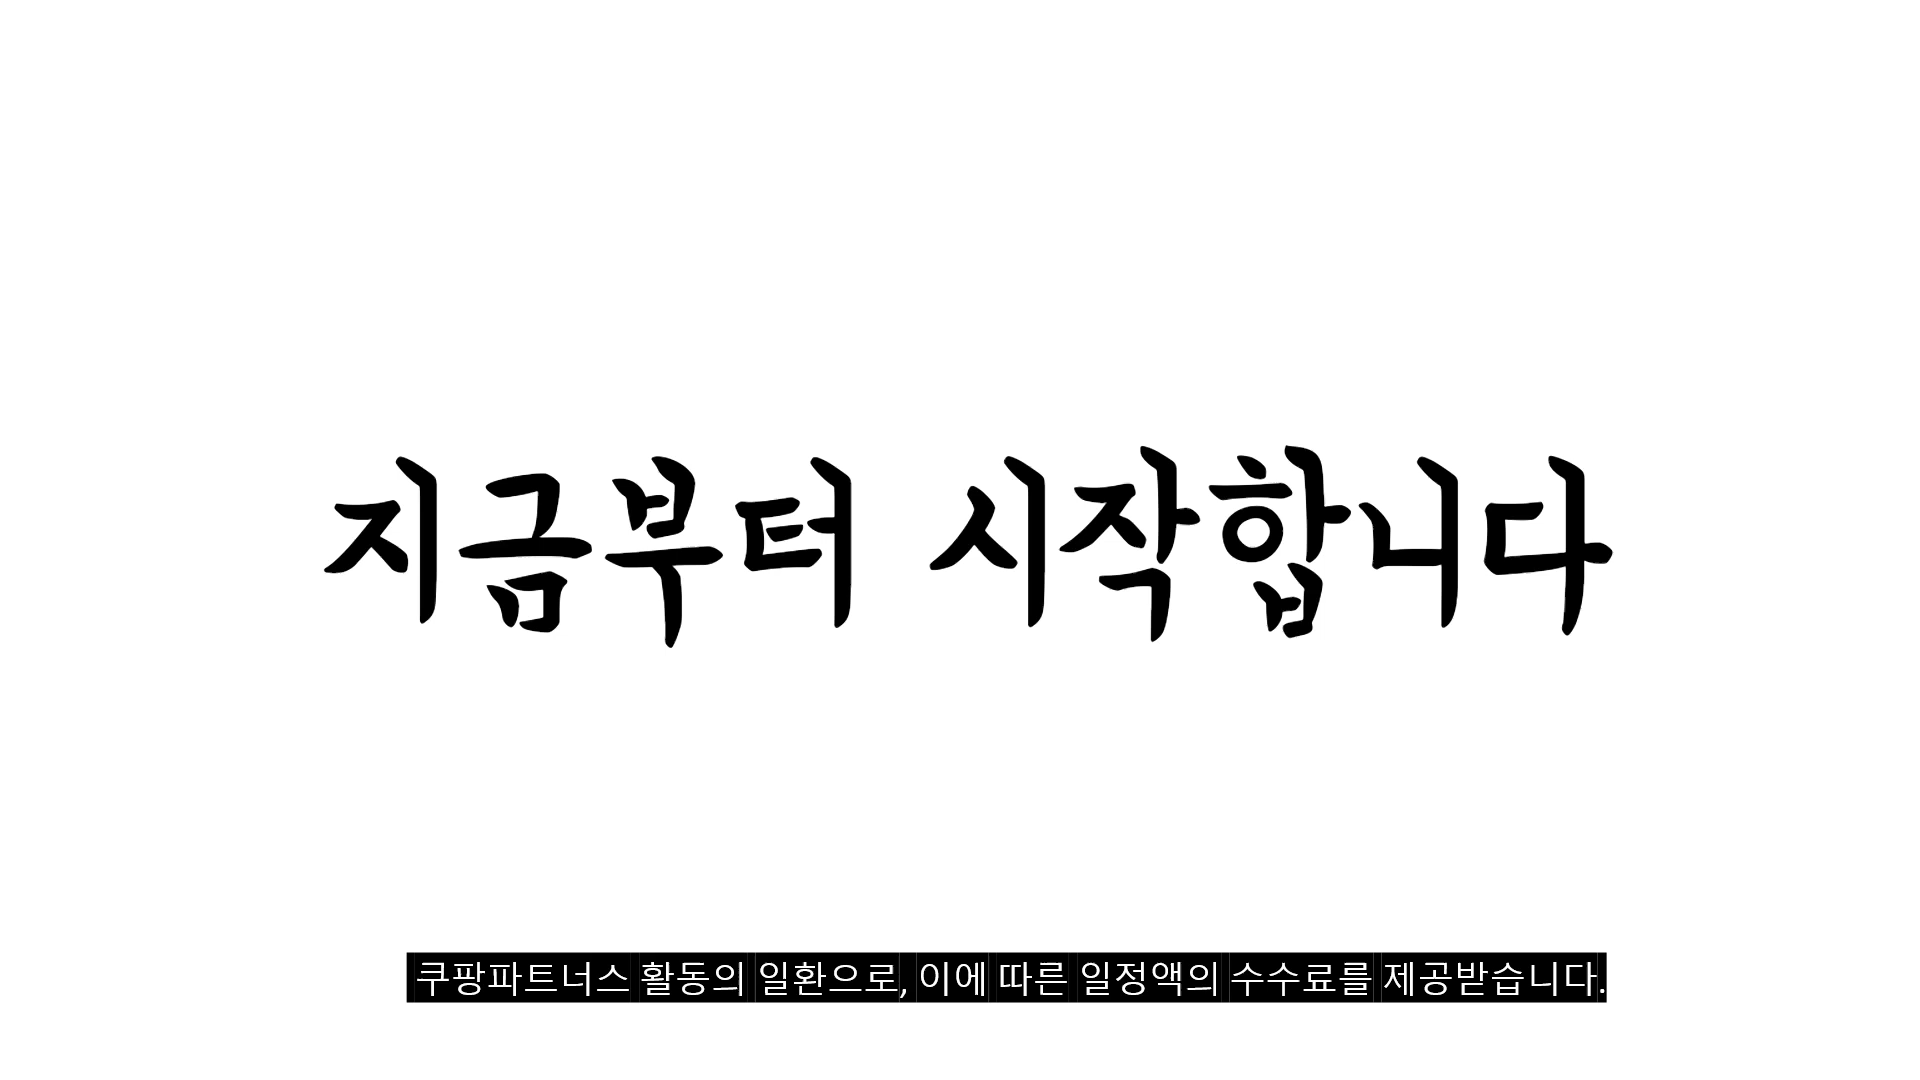 지금부터 시작합니다
쿠팡파트너스 활동의 일환으로, 이에 따른 일정액의 수수료를 제공받습니다.